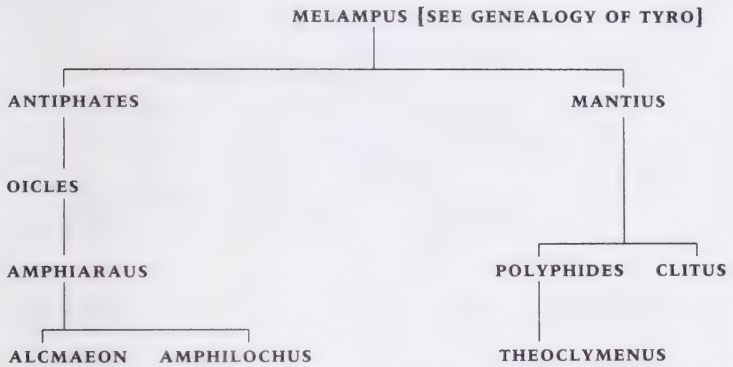 MELAMPUS [SEE GENEALOGY OF TYRO]
ANTIPHATES MANTIUS
OICLES
AMPHIARAUS POLYPHIDES CLITUS
ALCMAEON AMPHILOCHUS THEOCLYMENUS